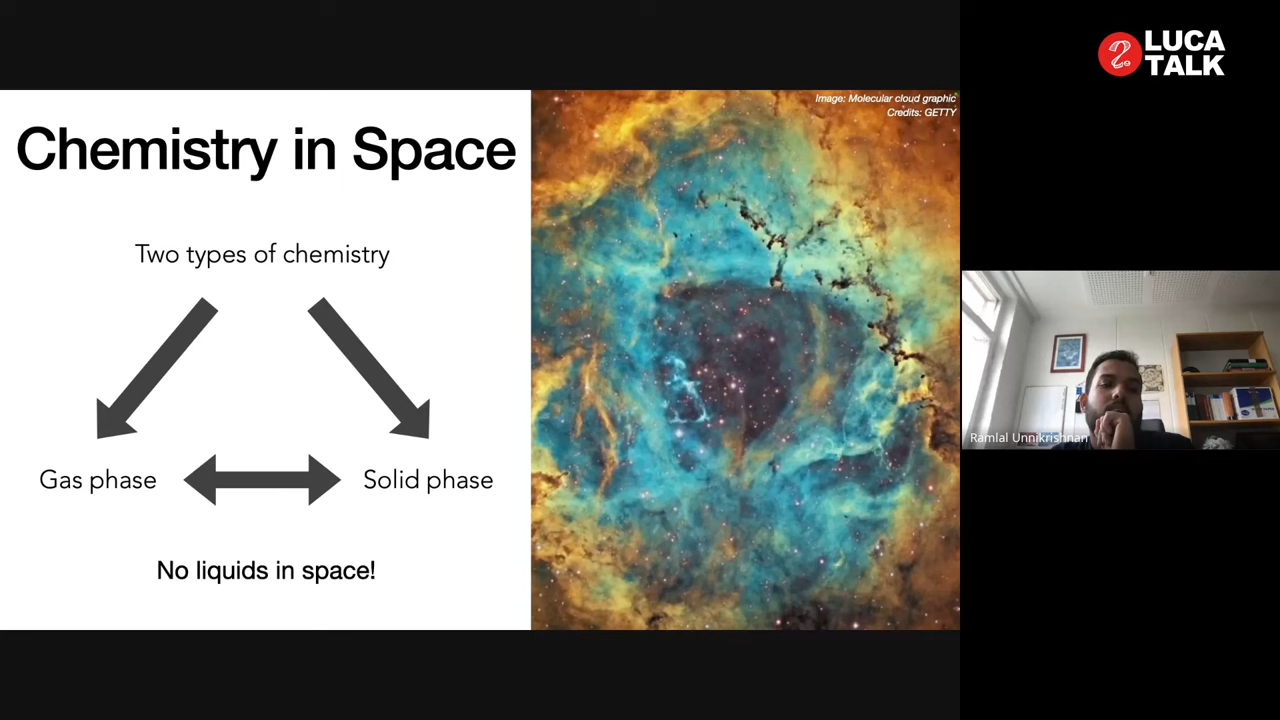 Chemistry in Space
Two types of chemistry
Gas phase
Solid phase
No liquids in space!
Image: Molecular cloud graphic
Credits: GETTY
2
LUCA
TALK
Ramlal Unnikrishnan